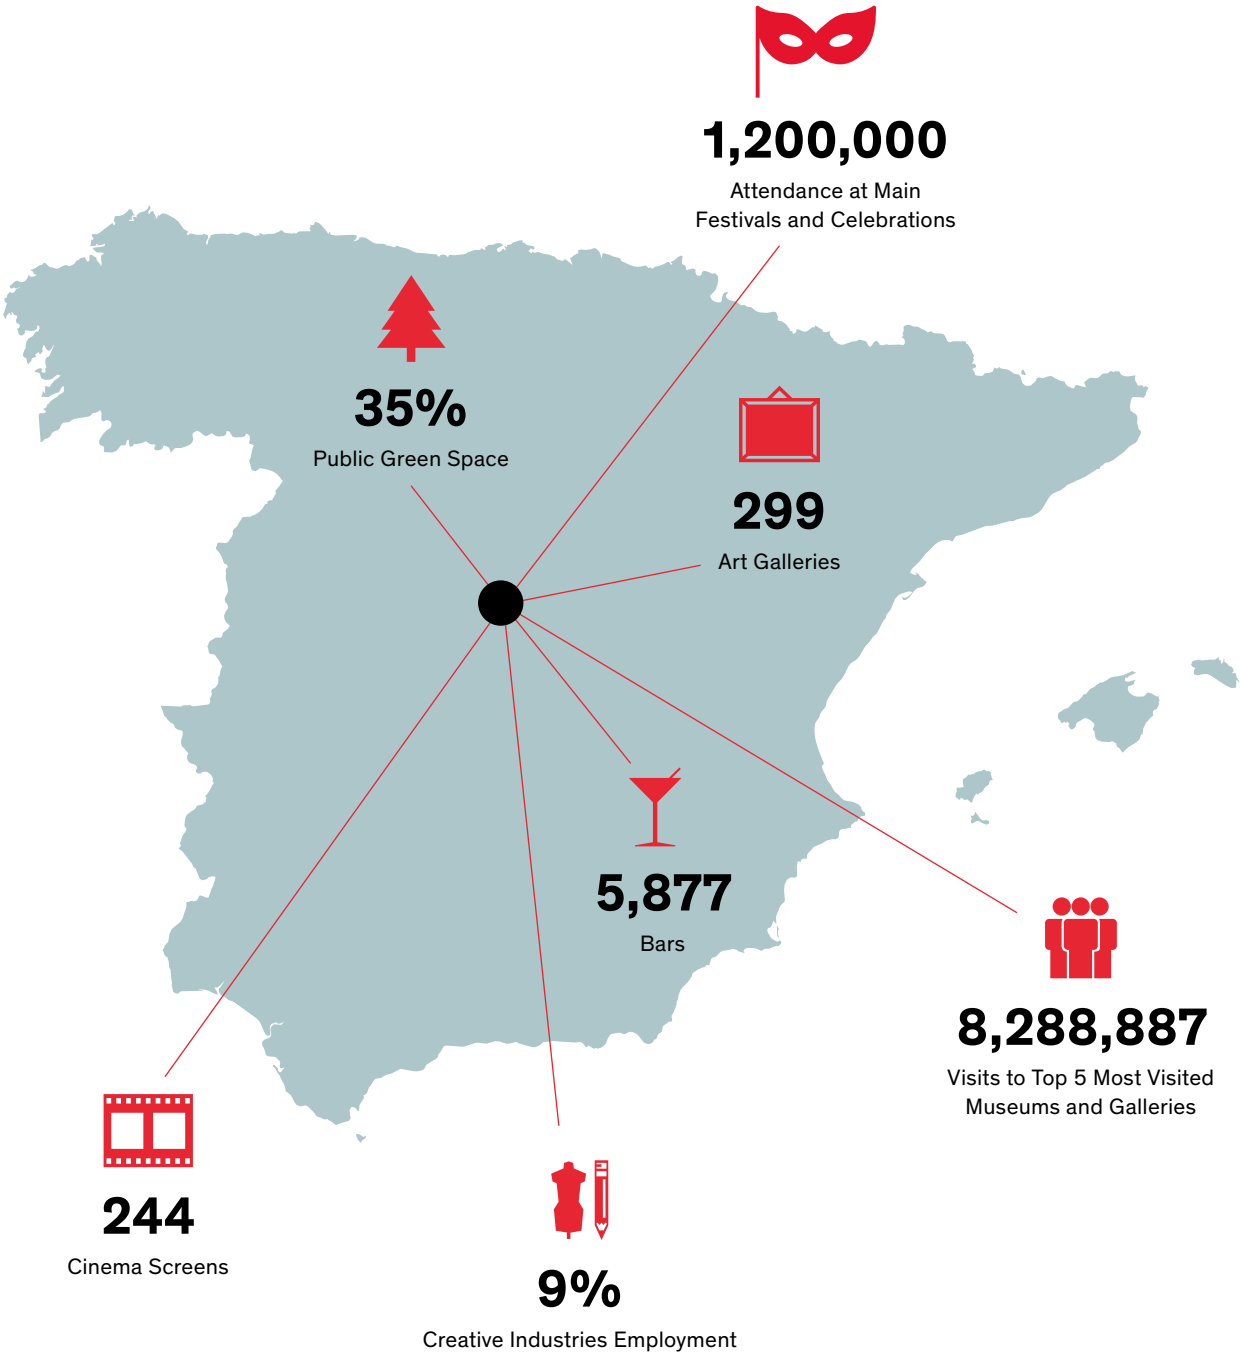 1,200,000
Attendance at Main
Festivals and Celebrations
35%
Public Green Space
299
Art Galleries
5,877
Bars
8,288,887
Visits to Top 5 Most Visited
Museums and Galleries
244
Cinema Screens
9%
Creative Industries Employment